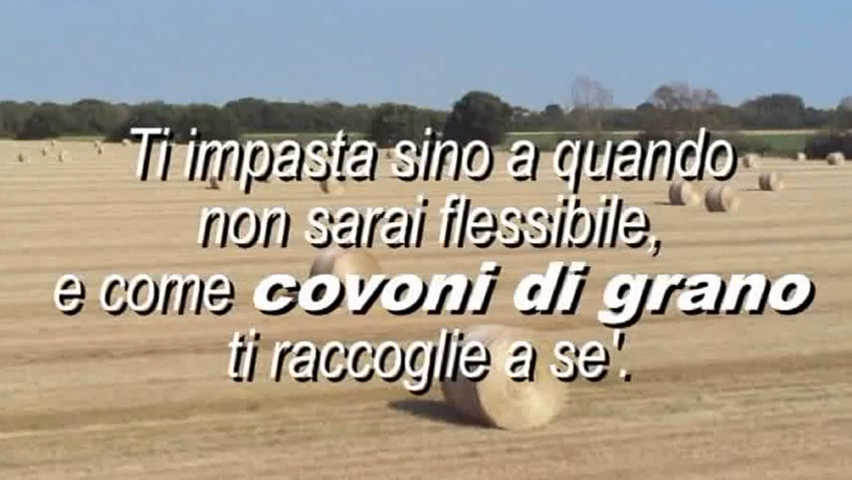 Ti impasta sino a quando
non sarai flessibile,
e come covoni di grano
ti raccoglie a se'.